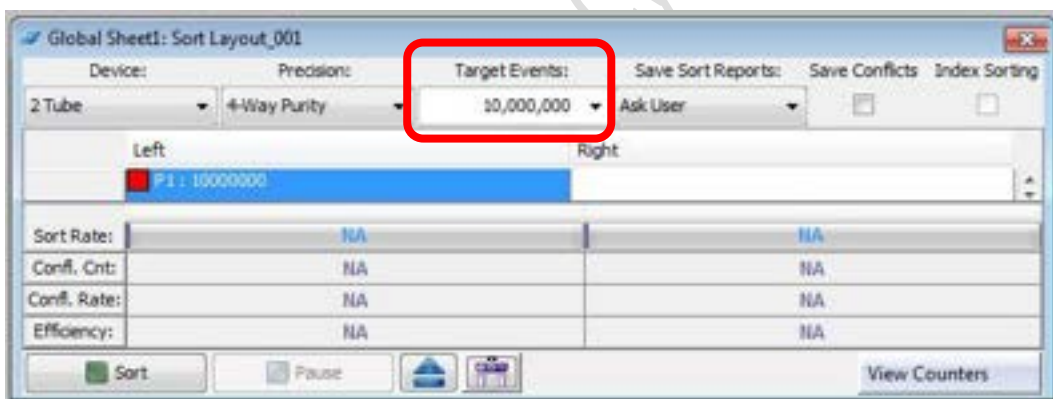 Global Sheet1: Sort Layout_001
Device: Precision: Target Events: Save Sort Reports: Save Conflicts Index Sorting
2 Tube 4-Way Purity 10,000,000 Ask User
Left Right
P1 : 10000000
Sort Rate: NA NA
Confl. Cnt: NA NA
Confl. Rate: NA NA
Efficiency: NA NA
Sort Pause View Counters